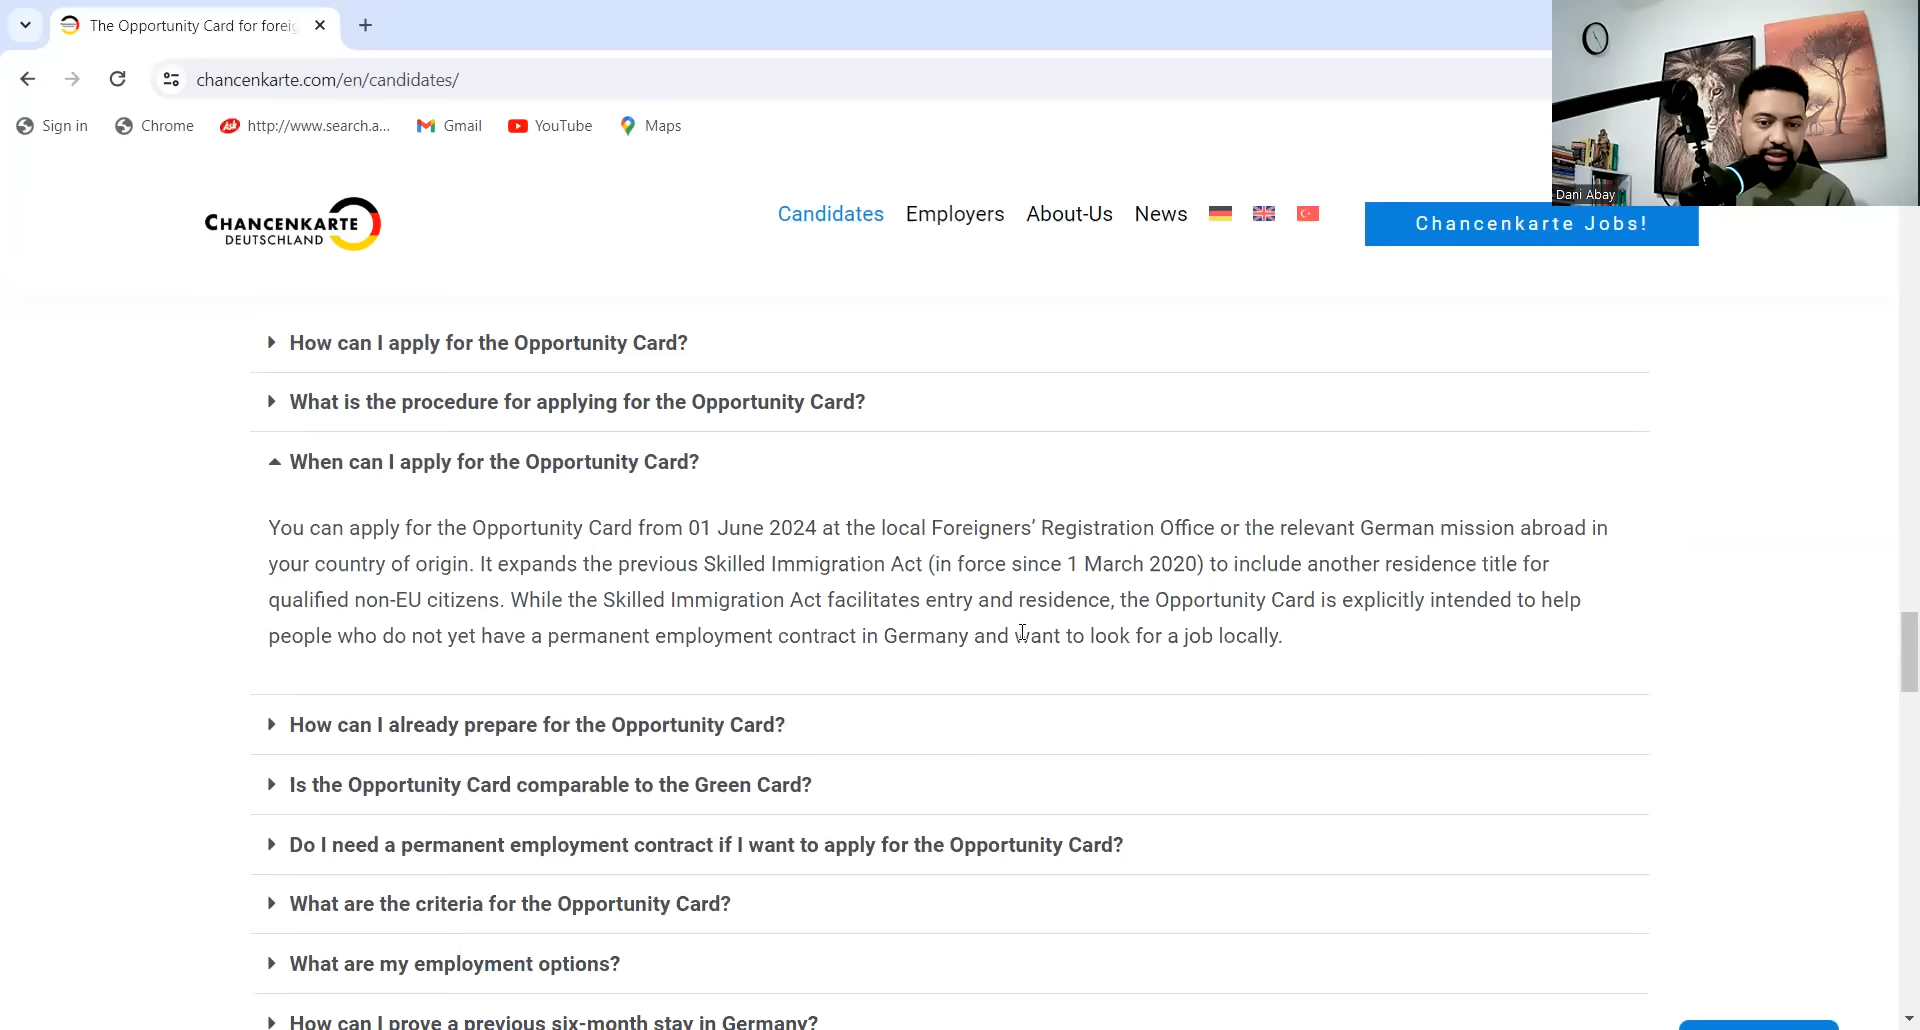 The Opportunity Card for foreig
chancenkarte.com/en/candidates/
Sign in
Chrome
Ask
http://www.search.a...
Gmail
YouTube
Maps
Dani Abay
CHANCENKARTE
DEUTSCHLAND
Candidates
Employers
About-Us
News
Chancenkarte Jobs!
How can I apply for the Opportunity Card?
What is the procedure for applying for the Opportunity Card?
When can I apply for the Opportunity Card?
You can apply for the Opportunity Card from 01 June 2024 at the local Foreigners’ Registration Office or the relevant German mission abroad in
your country of origin. It expands the previous Skilled Immigration Act (in force since 1 March 2020) to include another residence title for
qualified non-EU citizens. While the Skilled Immigration Act facilitates entry and residence, the Opportunity Card is explicitly intended to help
people who do not yet have a permanent employment contract in Germany and want to look for a job locally.
How can I already prepare for the Opportunity Card?
Is the Opportunity Card comparable to the Green Card?
Do I need a permanent employment contract if I want to apply for the Opportunity Card?
What are the criteria for the Opportunity Card?
What are my employment options?
How can I prove a previous six-month stay in Germany?